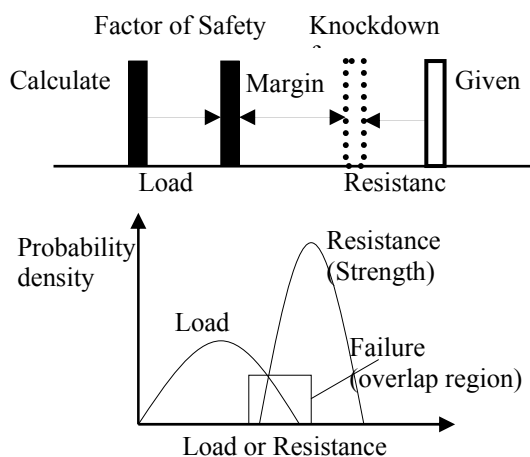 Factor of Safety
Knockdown
Calculate
Margin
Given
Load
Resistanc
Probability
density
Resistance
(Strength)
Load
Failure
(overlap region)
Load or Resistance